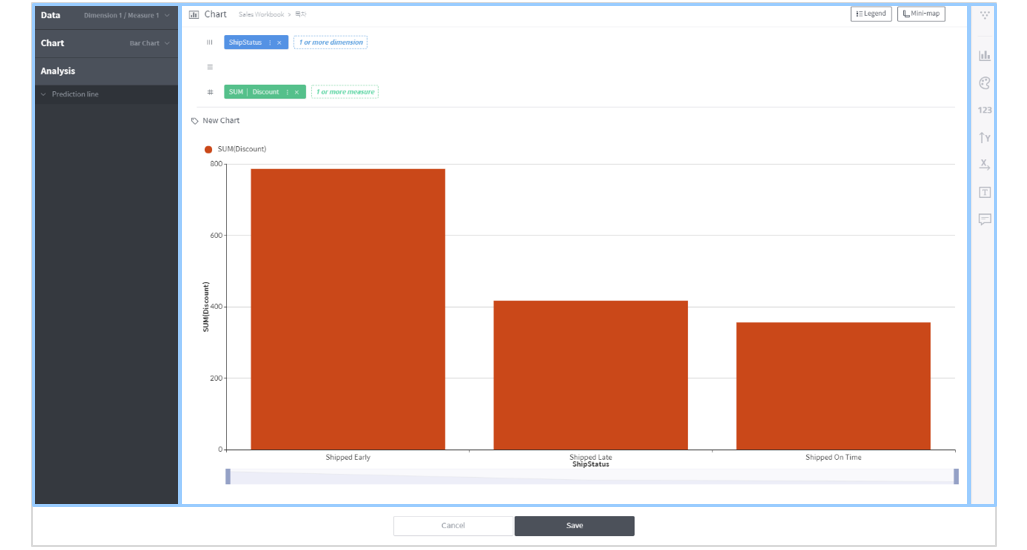 Data Dimension 1 / Measure 1
Chart Bar Chart
Analysis
Prediction line
Chart Sales Workbook >
Legend Mini-map
ShipStatus 1 or more dimension
SUM Discount 1 or more measure
New Chart
SUM(Discount)
800
600
400
200
0
SUM(Discount)
Shipped Early Shipped Late Shipped On Time
ShipStatus
123
Y
X
T
Cancel Save